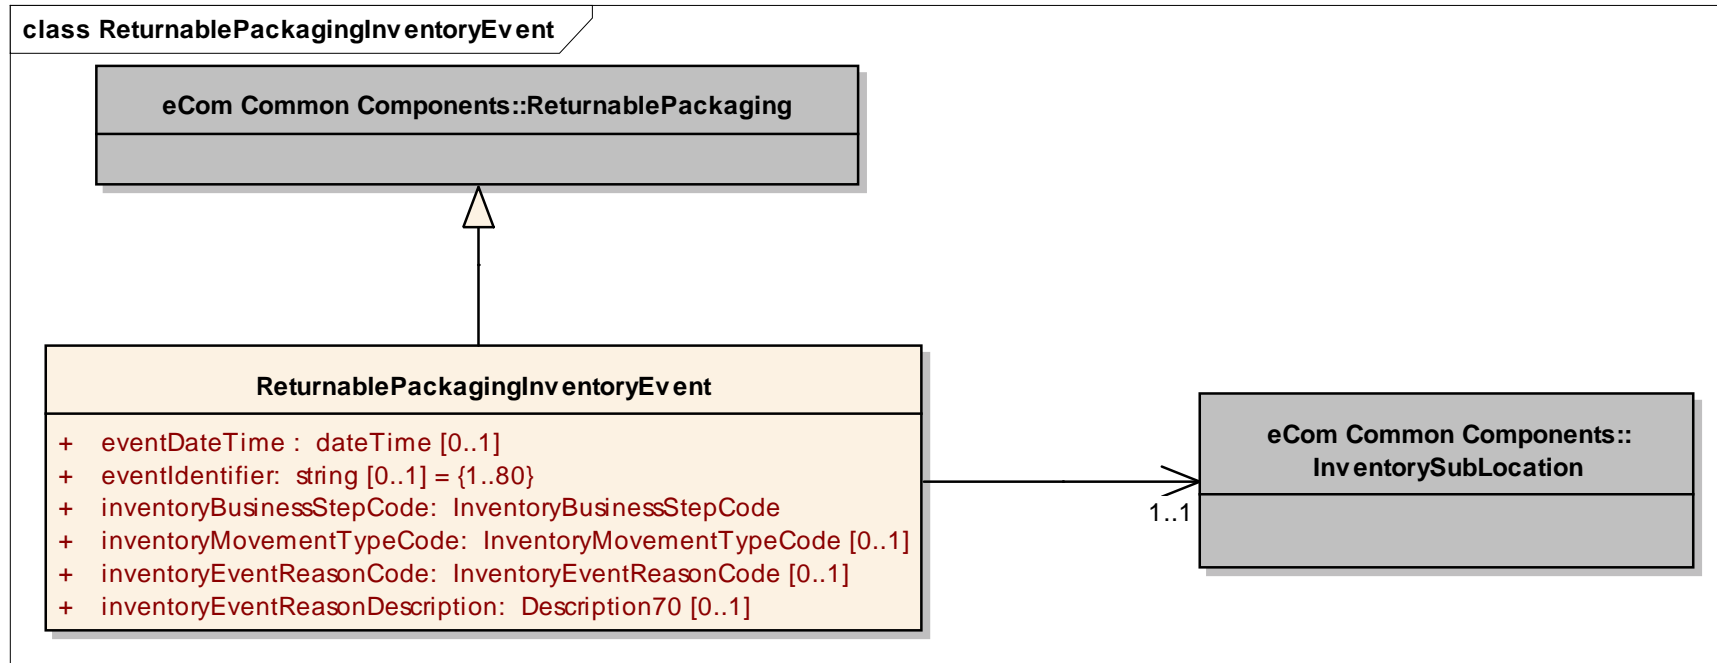 class ReturnablePackagingInventoryEvent
eCom Common Components::ReturnablePackaging
ReturnablePackagingInventoryEvent
+ eventDateTime : dateTime [0..1]
+ eventIdentifier: string [0..1] = {1..80}
+ inventoryBusinessStepCode: InventoryBusinessStepCode
+ inventoryMovementTypeCode: InventoryMovementTypeCode [0..1]
+ inventoryEventReasonCode: InventoryEventReasonCode [0..1]
+ inventoryEventReasonDescription: Description70 [0..1]
1..1
eCom Common Components::
InventorySubLocation